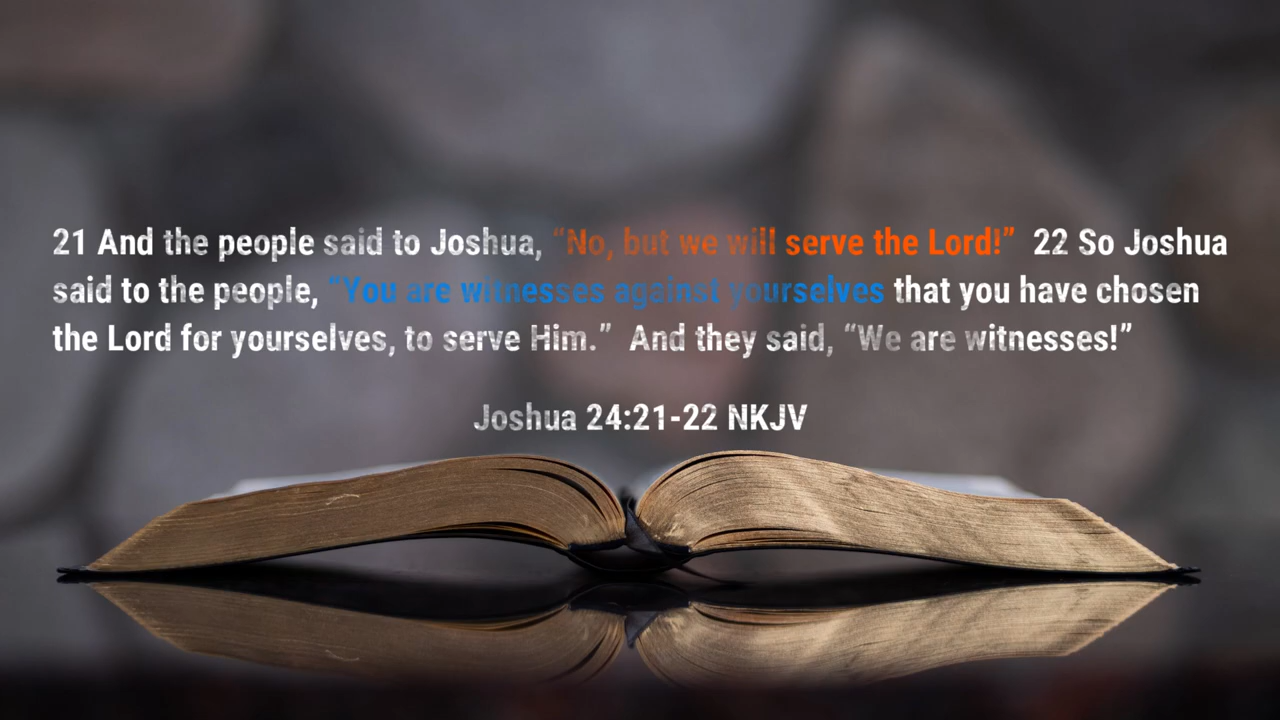 21 And the people said to Joshua, “No, but we will serve the Lord!”  22 So Joshua
said to the people, “You are witnesses against yourselves that you have chosen
the Lord for yourselves, to serve Him.”  And they said, “We are witnesses!”
Joshua 24:21-22 NKJV